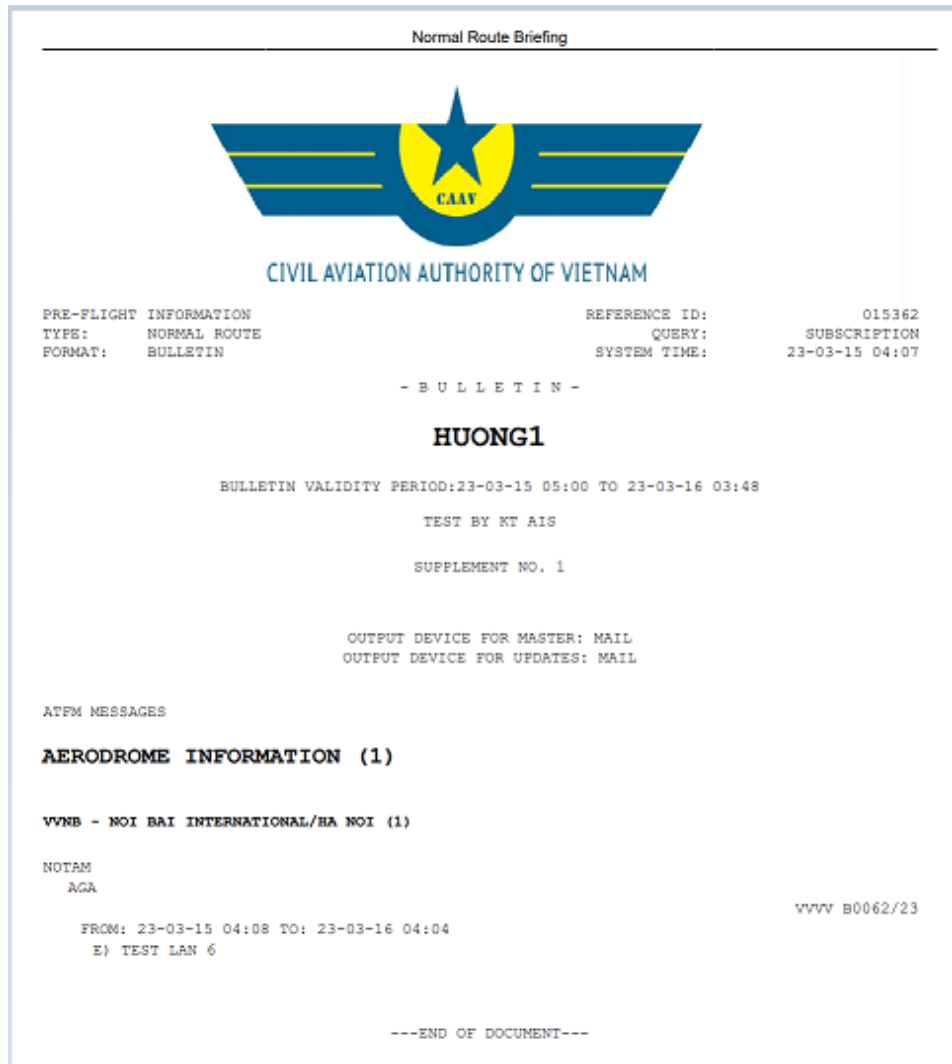 Normal Route Briefing
CAAV
CIVIL AVIATION AUTHORITY OF VIETNAM
PRE-FLIGHT INFORMATION REFERENCE ID: 015362
TYPE: NORMAL ROUTE QUERY: SUBSCRIPTION
FORMAT: BULLETIN SYSTEM TIME: 23-03-15 04:07
- B U L L E T I N -
HUONG1
BULLETIN VALIDITY PERIOD:23-03-15 05:00 TO 23-03-16 03:48
TEST BY KT AIS
SUPPLEMENT NO. 1
OUTPUT DEVICE FOR MASTER: MAIL
OUTPUT DEVICE FOR UPDATES: MAIL
ATFM MESSAGES
AERODROME INFORMATION (1)
VVNB - NOI BAI INTERNATIONAL/HA NOI (1)
NOTAM
AGA
VVVV B0062/23
FROM: 23-03-15 04:08 TO: 23-03-16 04:04
E) TEST LAN 6
---END OF DOCUMENT---